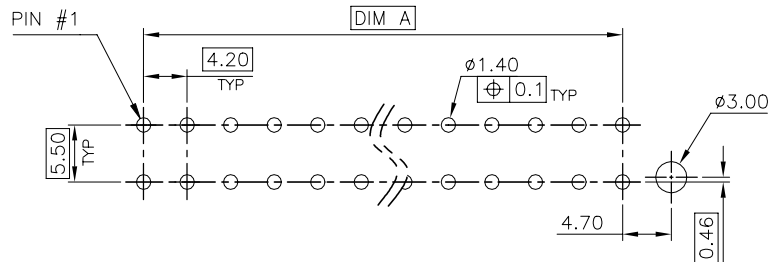 PIN #1
DIM A
4.20
TYP
ø1.40
⌖ 0.1 TYP
ø3.00
5.50
TYP
4.70
0.46